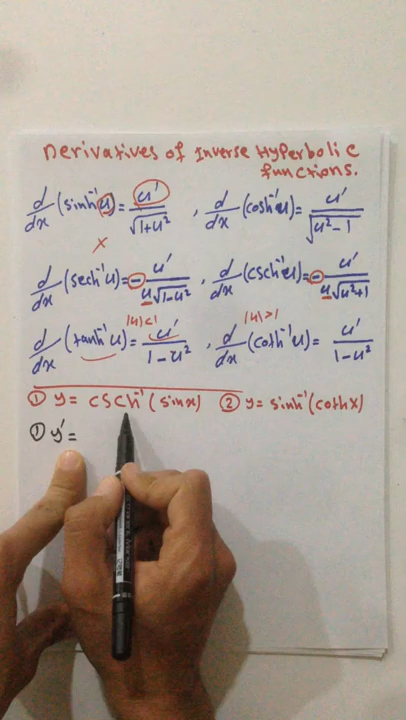 Derivatives of Inverse Hyperbolic functions.
d/dx (sinh⁻¹u) = u'/√(1+u²) , d/dx (cosh⁻¹u) = u'/√(u²-1)
x
d/dx (sech⁻¹u) = - u'/(u√(1-u²)) , d/dx (csch⁻¹u) = - u'/(u√(u²+1))
|u|<1 |u|>1
d/dx (tanh⁻¹u) = u'/(1-u²) , d/dx (coth⁻¹u) = u'/(1-u²)
① y = csch⁻¹(sinx) ② y = sinh⁻¹(cothx)
① y' =